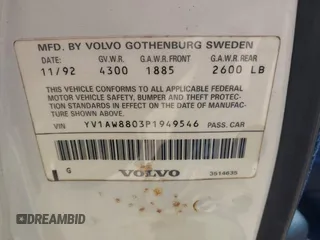 MFD. BY VOLVO GOTHENBURG SWEDEN
11/92 G.V.W.R. 4300 G.A.W.R.FRONT 1885 G.A.W.R.REAR 2600 LB
THIS VEHICLE CONFORMS TO ALL APPLICABLE FEDERAL
MOTOR VEHICLE SAFETY, BUMPER AND THEFT PROTEC-
TION STANDARDS IN EFFECT ON THE DATE OF MANUFAC-
TURE SHOWN ABOVE.
VIN YV1AW8803P1949546 PASS. CAR
G VOLVO 3514635
© DREAMBID